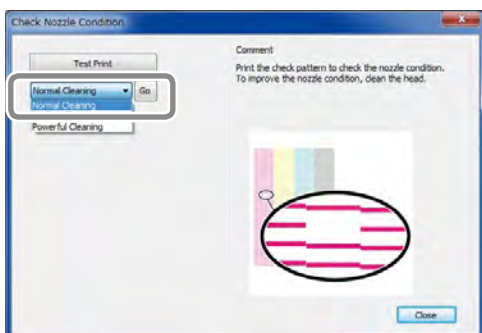 Check Nozzle Condition
Test Print
Normal Cleaning
Go
Normal Cleaning
Powerful Cleaning
Comment
Print the check pattern to check the nozzle condition.
To improve the nozzle condition, clean the head.
Close